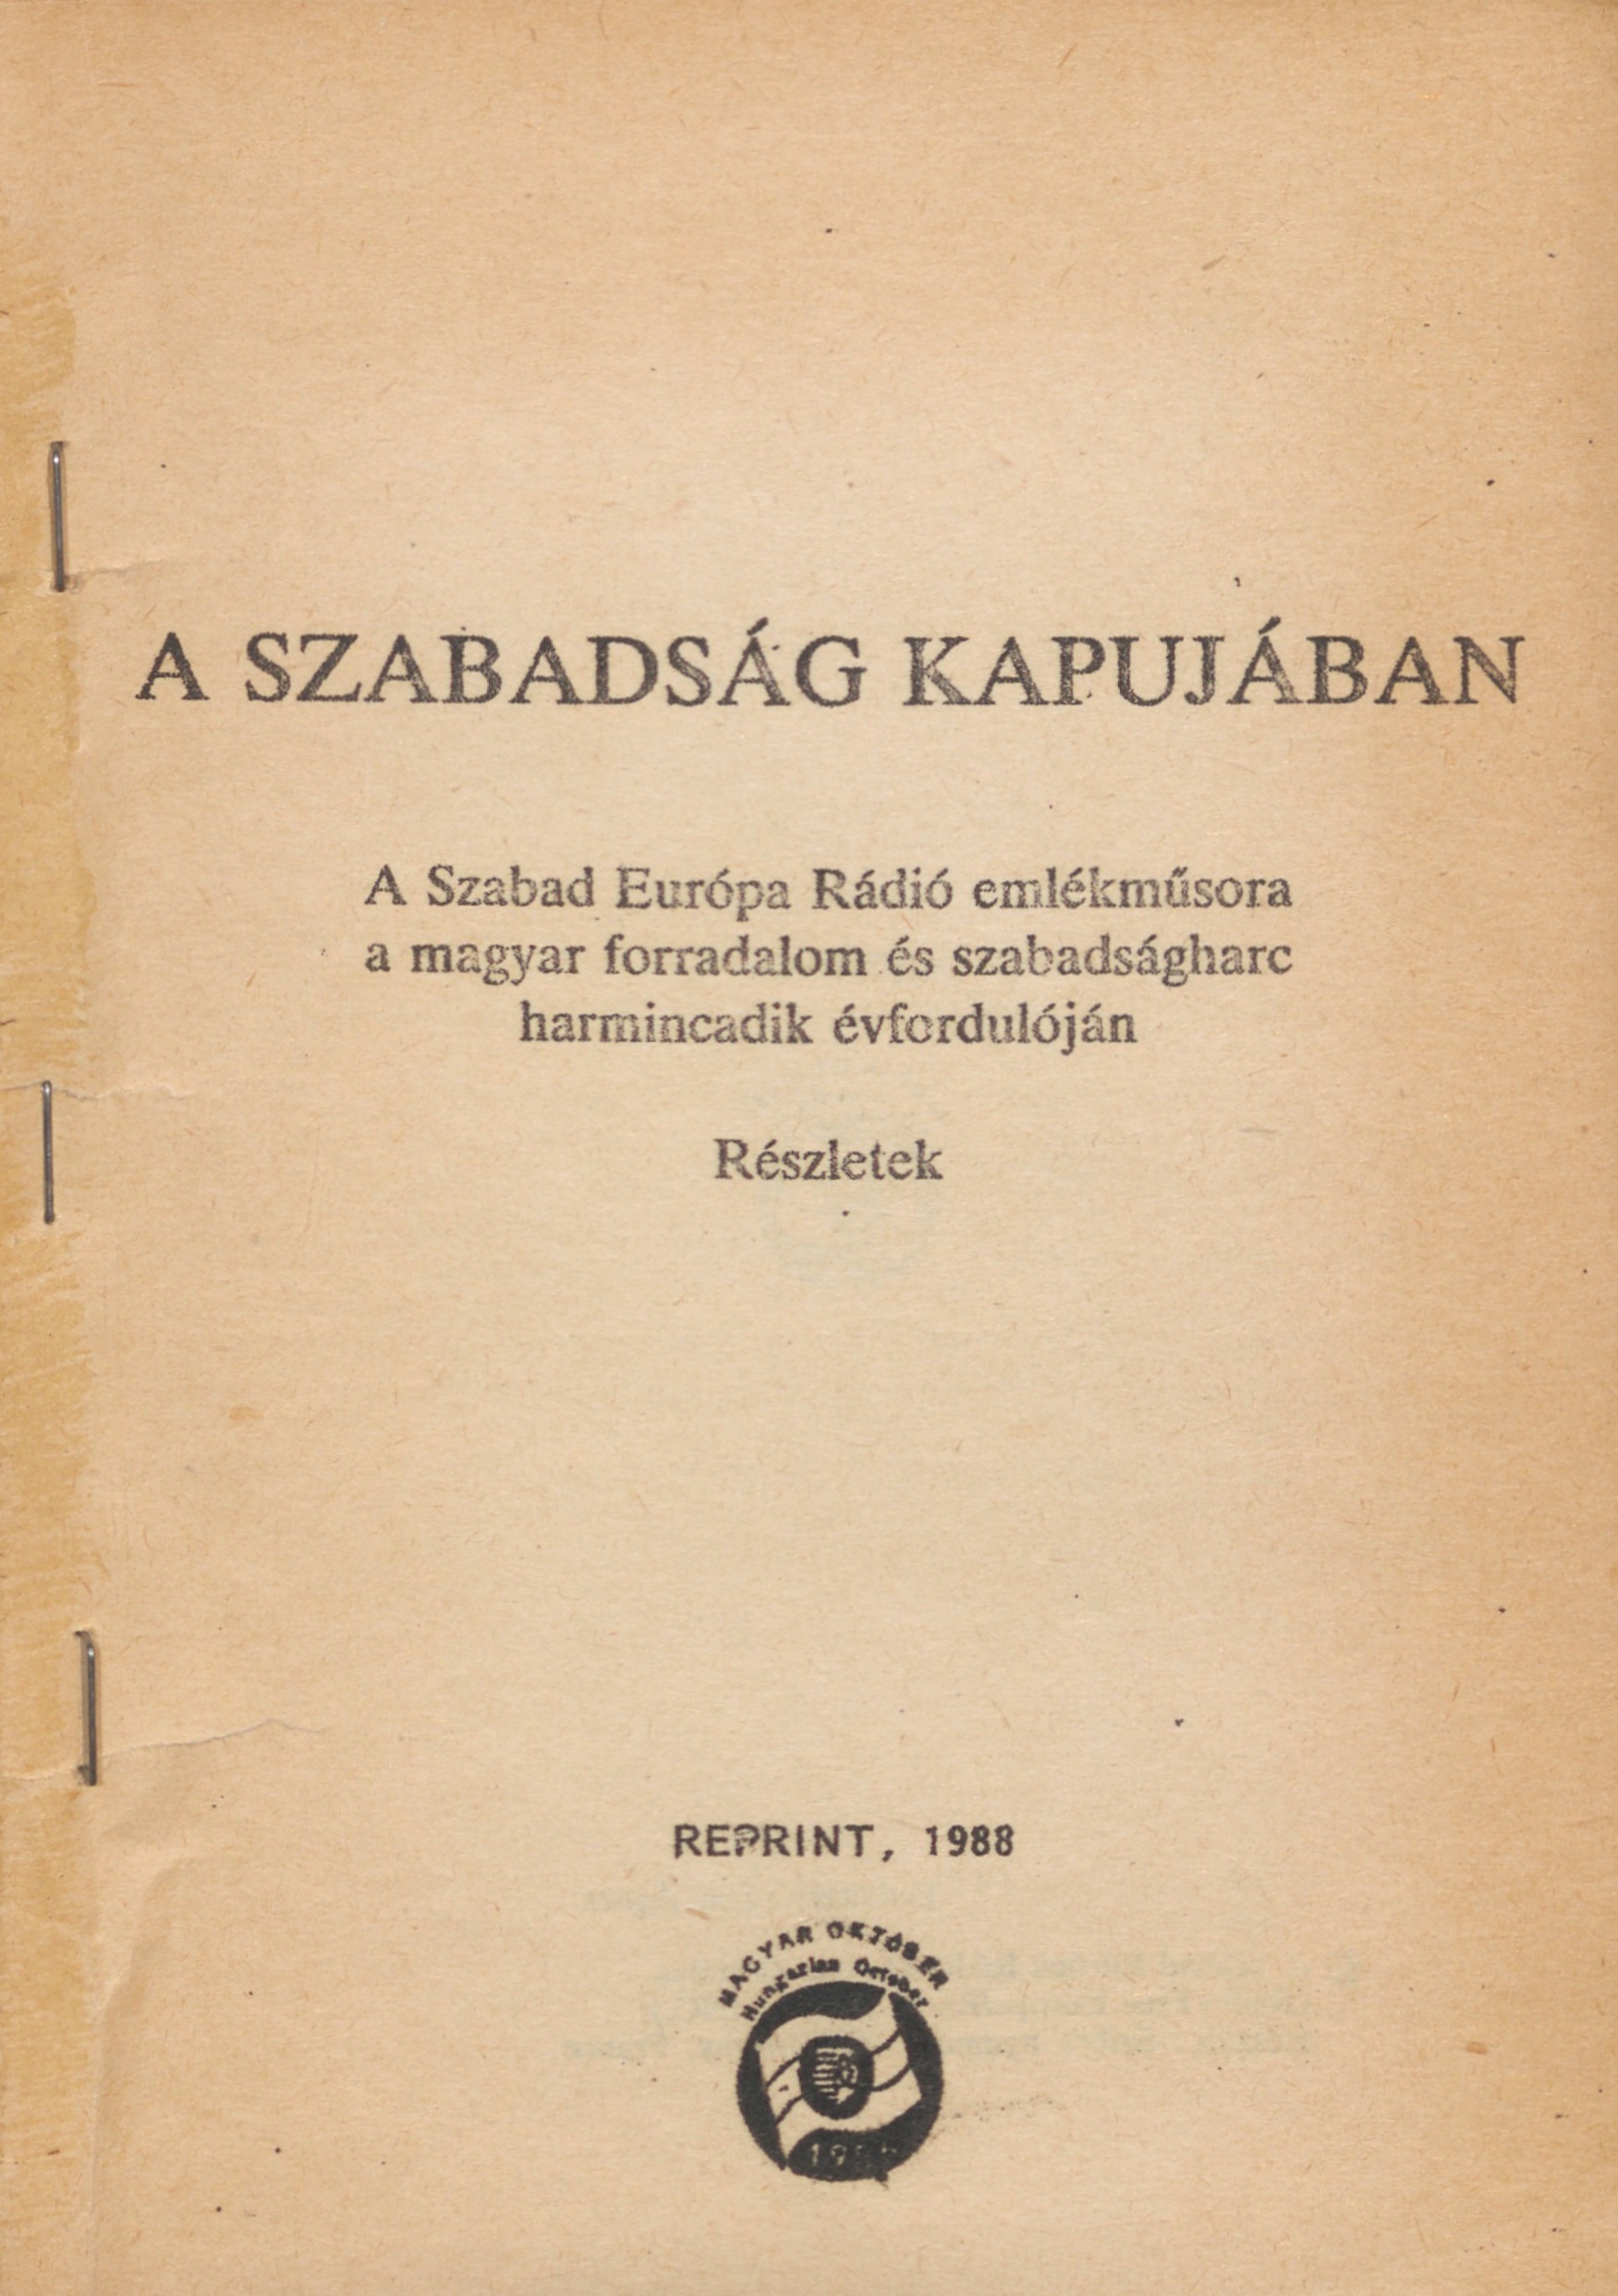 A SZABADSÁG KAPUJÁBAN
A Szabad Európa Rádió emlékműsora
a magyar forradalom és szabadságharc
harmincadik évfordulóján
Részletek
REPRINT, 1988
MAGYAR OKTÓBER
Hungarian October